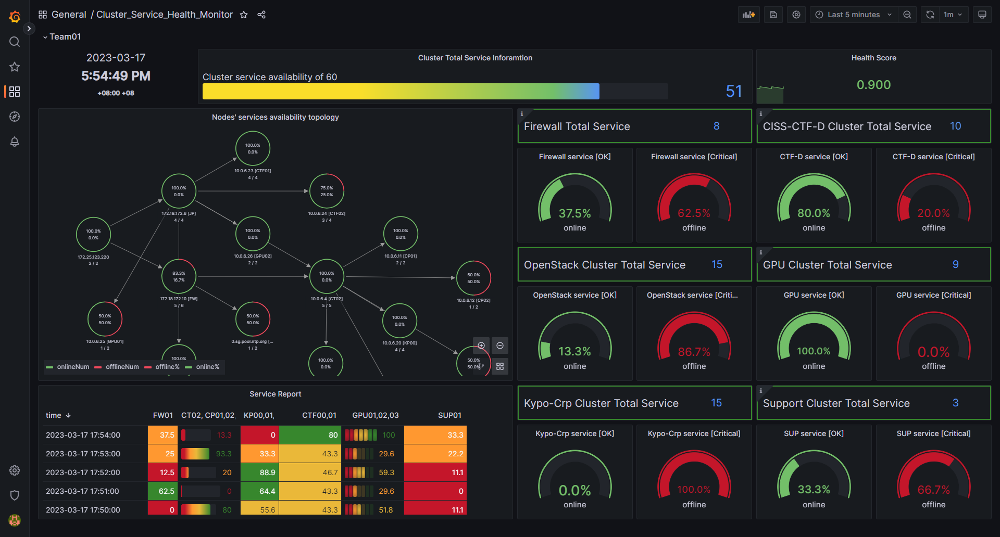 General / Cluster_Service_Health_Monitor
Last 5 minutes
1m
Team01
2023-03-17
5:54:49 PM
+08:00 +08
Cluster Total Service Inforamtion
Cluster service availability of 60
51
Health Score
0.900
Nodes' services availability topology
100.0%
0.0%
10.0.6.23 [CTF01]
4 / 4
100.0%
0.0%
172.18.172.6 [JP]
4 / 4
75.0%
25.0%
10.0.6.24 [CTF02]
3 / 4
100.0%
0.0%
172.25.123.220
2 / 2
100.0%
0.0%
10.0.6.26 [GPU02]
2 / 2
100.0%
0.0%
10.0.6.11 [CP01]
2 / 2
83.3%
16.7%
172.18.172.10 [FW]
5 / 6
100.0%
0.0%
10.0.6.4 [CT02]
5 / 5
50.0%
50.0%
10.0.6.12 [CP02]
1 / 2
50.0%
50.0%
10.0.6.25 [GPU01]
1 / 2
50.0%
50.0%
0.sg.pool.ntp.org [...
1 / 2
100.0%
0.0%
10.0.6.20 [KP00]
4 / 4
100.0%
100.0%
0.0%
50.0%
50.0%
onlineNum
offlineNum
offline%
online%
Firewall Total Service 8
CISS-CTF-D Cluster Total Service 10
Firewall service [OK]
37.5%
online
Firewall service [Critical]
62.5%
offline
CTF-D service [OK]
80.0%
online
CTF-D service [Critical]
20.0%
offline
OpenStack Cluster Total Service 15
GPU Cluster Total Service 9
OpenStack service [OK]
13.3%
online
OpenStack service [Criti...
86.7%
offline
GPU service [OK]
100.0%
online
GPU service [Critical]
0.0%
offline
Kypo-Crp Cluster Total Service 15
Support Cluster Total Service 3
Kypo-Crp service [OK]
0.0%
online
Kypo-Crp service [Critical]
100.0%
offline
SUP service [OK]
33.3%
online
SUP service [Critical]
66.7%
offline
Service Report
time FW01 CT02, CP01,02, KP00,01, CTF00,01 GPU01,02,03 SUP01
2023-03-17 17:54:00 37.5 13.3 0 80 100 33.3
2023-03-17 17:53:00 25 93.3 33.3 43.3 29.6 22.2
2023-03-17 17:52:00 12.5 20 88.9 46.7 59.3 11.1
2023-03-17 17:51:00 62.5 0 64.4 43.3 29.6 0
2023-03-17 17:50:00 0 80 55.6 43.3 51.8 11.1